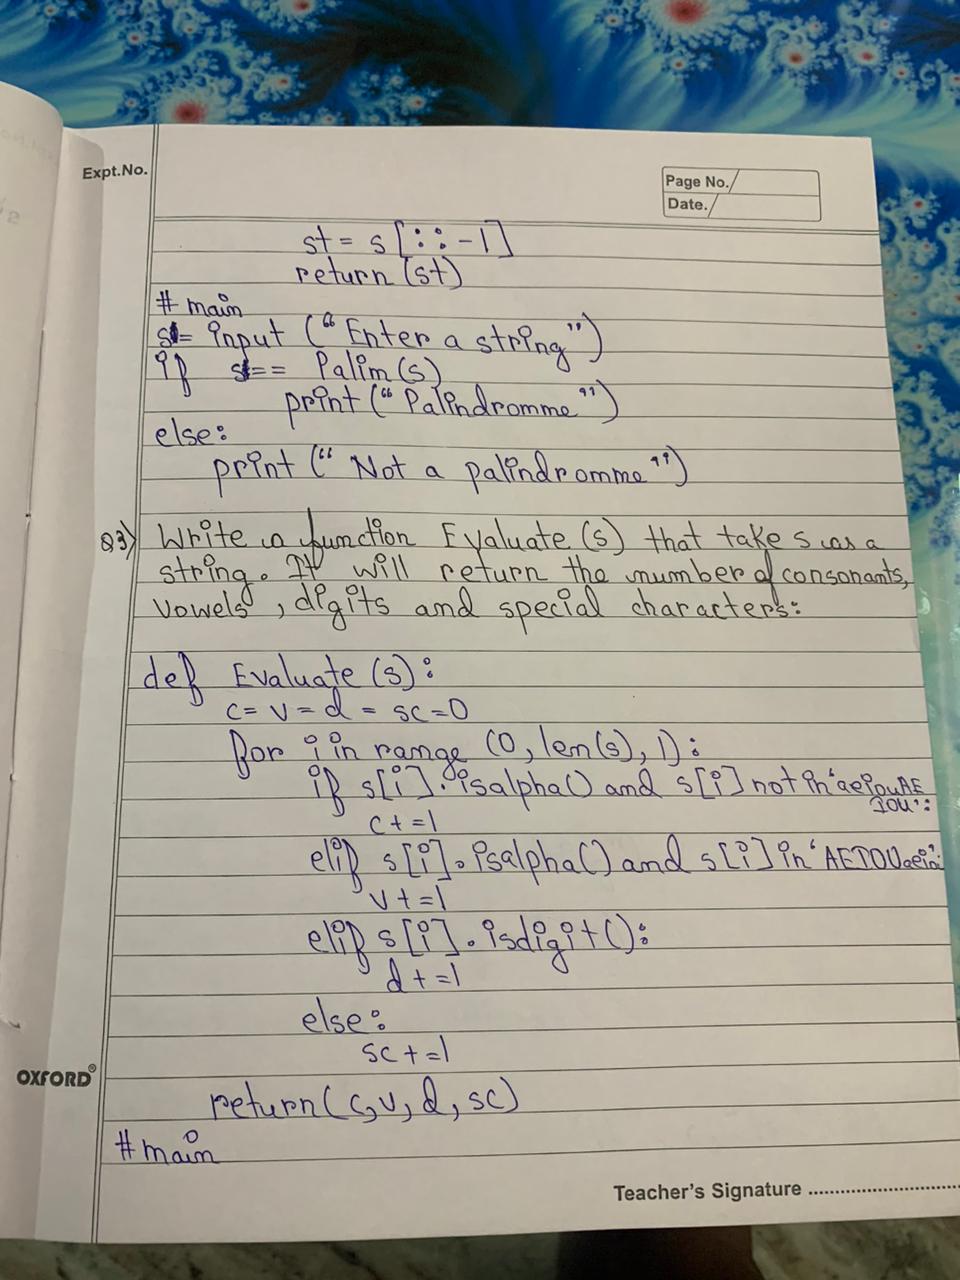 Expt.No.
Page No.
Date.
st = s [::-1]
return (st)
# main
s = input ("Enter a string")
if s == Palim(s)
print ("Palindromme")
else:
print ("Not a palindromme")
Q3) Write a function Evaluate (s) that take s as a
string. It will return the number of consonants,
vowels, digits and special characters:
def Evaluate (s):
c = v = d = sc = 0
for i in range (0, len(s), 1):
if s[i].isalpha() and s[i] not in 'aeiouAE
IOU':
c+=1
elif s[i].isalpha() and s[i] in 'AEIOUaeiou':
v+=1
elif s[i].isdigit():
d+=1
else:
sc+=1
return (c,v,d,sc)
# main
OXFORD®
Teacher's Signature ........................